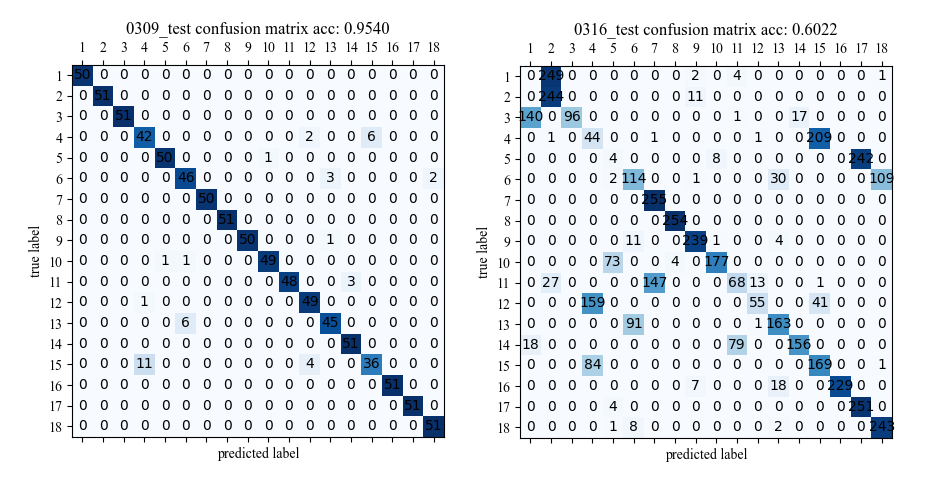 0309_test confusion matrix acc: 0.9540
1 2 3 4 5 6 7 8 9 10 11 12 13 14 15 16 17 18
true label
1 50 0 0 0 0 0 0 0 0 0 0 0 0 0 0 0 0 0
2 0 51 0 0 0 0 0 0 0 0 0 0 0 0 0 0 0 0
3 0 0 51 0 0 0 0 0 0 0 0 0 0 0 0 0 0 0
4 0 0 0 42 0 0 0 0 0 0 0 2 0 0 6 0 0 0
5 0 0 0 0 50 0 0 0 0 1 0 0 0 0 0 0 0 0
6 0 0 0 0 0 46 0 0 0 0 0 0 3 0 0 0 0 2
7 0 0 0 0 0 0 50 0 0 0 0 0 0 0 0 0 0 0
8 0 0 0 0 0 0 0 51 0 0 0 0 0 0 0 0 0 0
9 0 0 0 0 0 0 0 0 50 0 0 0 1 0 0 0 0 0
10 0 0 0 0 1 1 0 0 0 49 0 0 0 0 0 0 0 0
11 0 0 0 0 0 0 0 0 0 0 48 0 0 3 0 0 0 0
12 0 0 0 1 0 0 0 0 0 0 0 49 0 0 0 0 0 0
13 0 0 0 0 0 6 0 0 0 0 0 0 45 0 0 0 0 0
14 0 0 0 0 0 0 0 0 0 0 0 0 0 51 0 0 0 0
15 0 0 0 11 0 0 0 0 0 0 0 4 0 0 36 0 0 0
16 0 0 0 0 0 0 0 0 0 0 0 0 0 0 0 51 0 0
17 0 0 0 0 0 0 0 0 0 0 0 0 0 0 0 0 51 0
18 0 0 0 0 0 0 0 0 0 0 0 0 0 0 0 0 0 51
predicted label
0316_test confusion matrix acc: 0.6022
1 2 3 4 5 6 7 8 9 10 11 12 13 14 15 16 17 18
true label
1 0 249 0 0 0 0 0 0 2 0 4 0 0 0 0 0 0 1
2 0 244 0 0 0 0 0 0 11 0 0 0 0 0 0 0 0 0
3 140 0 96 0 0 0 0 0 0 0 1 0 0 17 0 0 0 0
4 0 1 0 44 0 0 1 0 0 0 0 1 0 0 209 0 0 0
5 0 0 0 0 4 0 0 0 0 8 0 0 0 0 0 0 242 0
6 0 0 0 0 2 114 0 0 1 0 0 0 30 0 0 0 0 109
7 0 0 0 0 0 0 255 0 0 0 0 0 0 0 0 0 0 0
8 0 0 0 0 0 0 0 254 0 0 0 0 0 0 0 0 0 0
9 0 0 0 0 0 11 0 0 239 1 0 0 4 0 0 0 0 0
10 0 0 0 0 73 0 0 4 0 177 0 0 0 0 0 0 0 0
11 0 27 0 0 0 0 147 0 0 0 68 13 0 0 1 0 0 0
12 0 0 0 159 0 0 0 0 0 0 0 55 0 0 41 0 0 0
13 0 0 0 0 0 91 0 0 0 0 0 1 163 0 0 0 0 0
14 18 0 0 0 0 0 0 0 0 0 79 0 0 156 0 0 0 0
15 0 0 0 84 0 0 0 0 0 0 0 0 0 0 169 0 0 1
16 0 0 0 0 0 0 0 0 7 0 0 0 18 0 0 229 0 0
17 0 0 0 0 4 0 0 0 0 0 0 0 0 0 0 0 251 0
18 0 0 0 0 1 8 0 0 0 0 0 0 2 0 0 0 0 243
predicted label